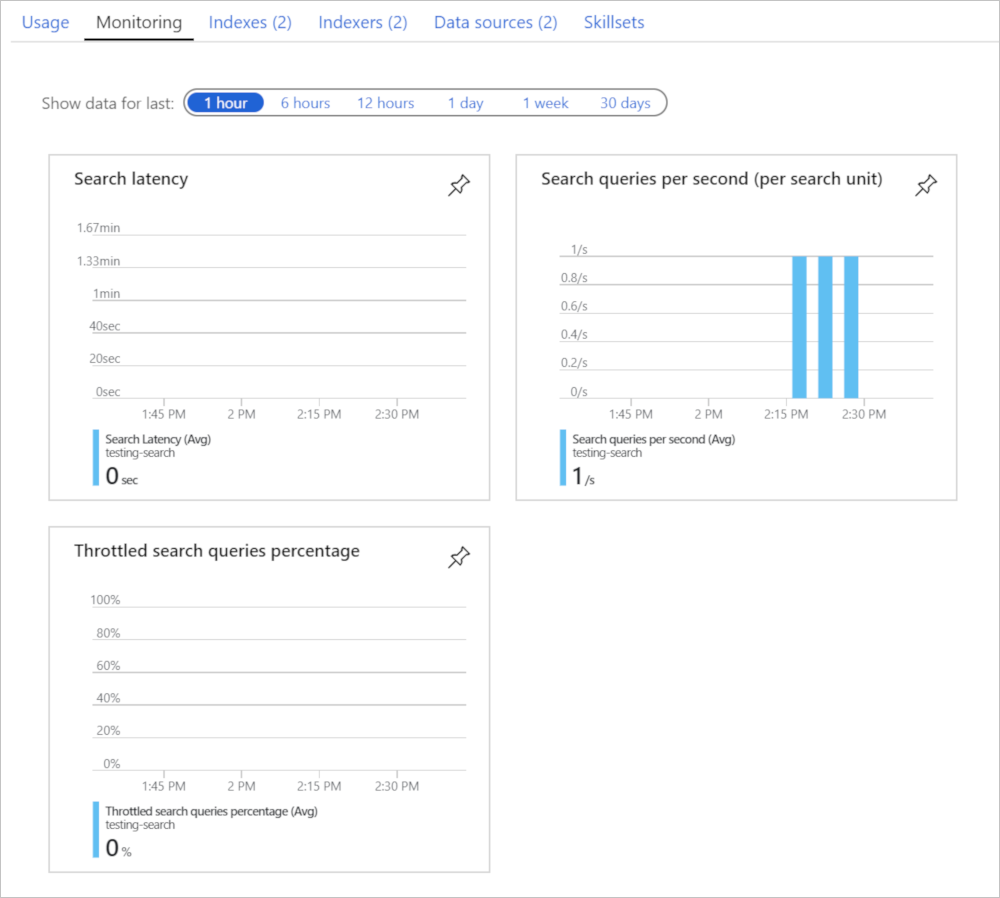 Usage Monitoring Indexes (2) Indexers (2) Data sources (2) Skillsets
Show data for last: 1 hour 6 hours 12 hours 1 day 1 week 30 days
Search latency
1.67min
1.33min
1min
40sec
20sec
0sec
1:45 PM 2 PM 2:15 PM 2:30 PM
Search Latency (Avg)
testing-search
0 sec
Search queries per second (per search unit)
1/s
0.8/s
0.6/s
0.4/s
0.2/s
0/s
1:45 PM 2 PM 2:15 PM 2:30 PM
Search queries per second (Avg)
testing-search
1 /s
Throttled search queries percentage
100%
80%
60%
40%
20%
0%
1:45 PM 2 PM 2:15 PM 2:30 PM
Throttled search queries percentage (Avg)
testing-search
0 %